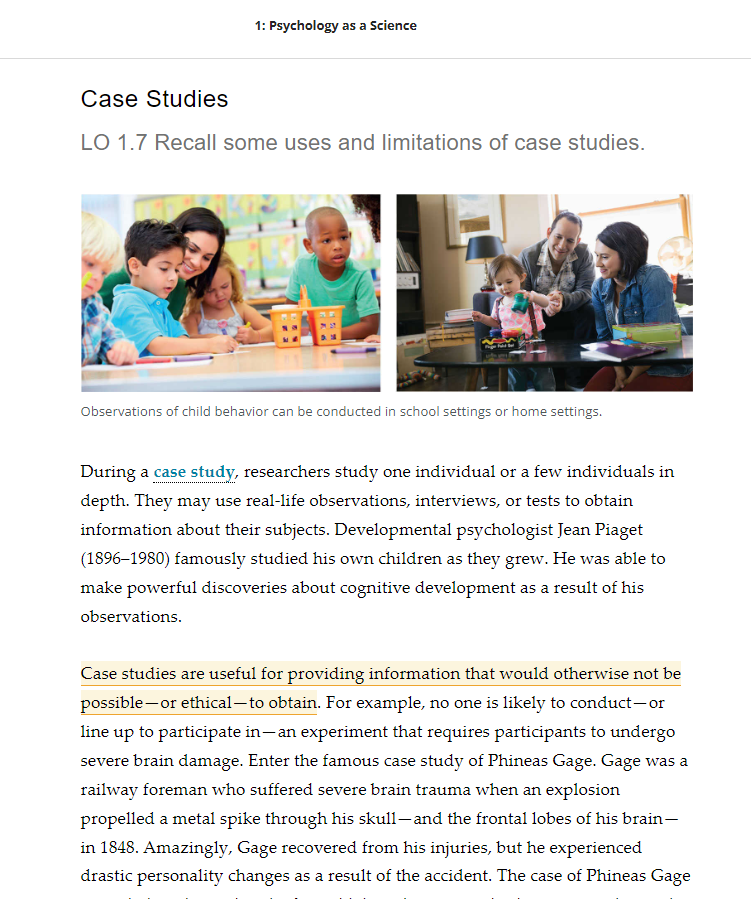 1: Psychology as a Science
Case Studies
LO 1.7 Recall some uses and limitations of case studies.
Observations of child behavior can be conducted in school settings or home settings.
During a case study, researchers study one individual or a few individuals in
depth. They may use real-life observations, interviews, or tests to obtain
information about their subjects. Developmental psychologist Jean Piaget
(1896–1980) famously studied his own children as they grew. He was able to
make powerful discoveries about cognitive development as a result of his
observations.
Case studies are useful for providing information that would otherwise not be
possible—or ethical—to obtain. For example, no one is likely to conduct—or
line up to participate in—an experiment that requires participants to undergo
severe brain damage. Enter the famous case study of Phineas Gage. Gage was a
railway foreman who suffered severe brain trauma when an explosion
propelled a metal spike through his skull—and the frontal lobes of his brain—
in 1848. Amazingly, Gage recovered from his injuries, but he experienced
drastic personality changes as a result of the accident. The case of Phineas Gage